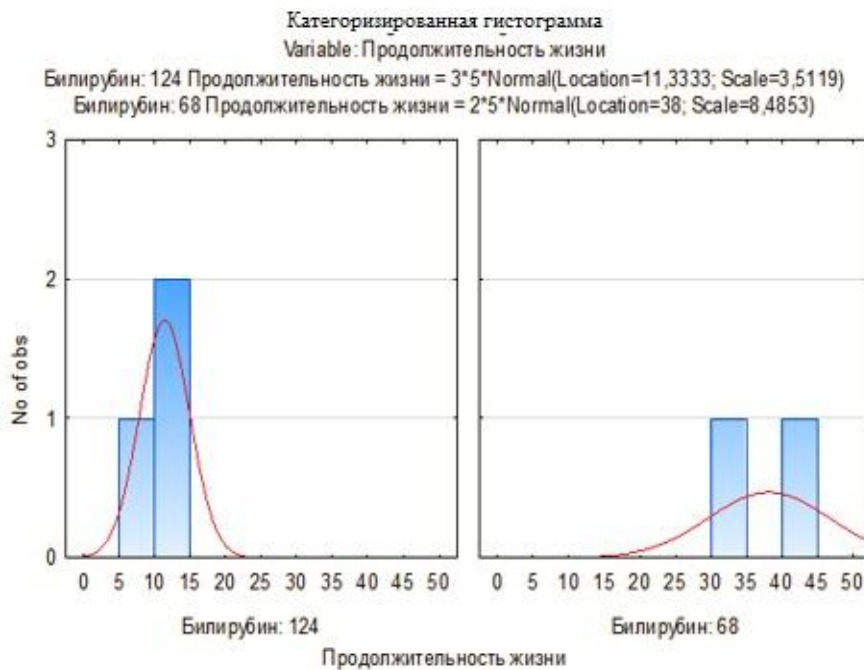 Категоризированная гистограмма
Variable: Продолжительность жизни
Билирубин: 124 Продолжительность жизни = 3*5*Normal(Location=11,3333; Scale=3,5119)
Билирубин: 68 Продолжительность жизни = 2*5*Normal(Location=38; Scale=8,4853)
3
2
1
0
No of obs
0 5 10 15 20 25 30 35 40 45 50
0 5 10 15 20 25 30 35 40 45 50
Билирубин: 124
Билирубин: 68
Продолжительность жизни